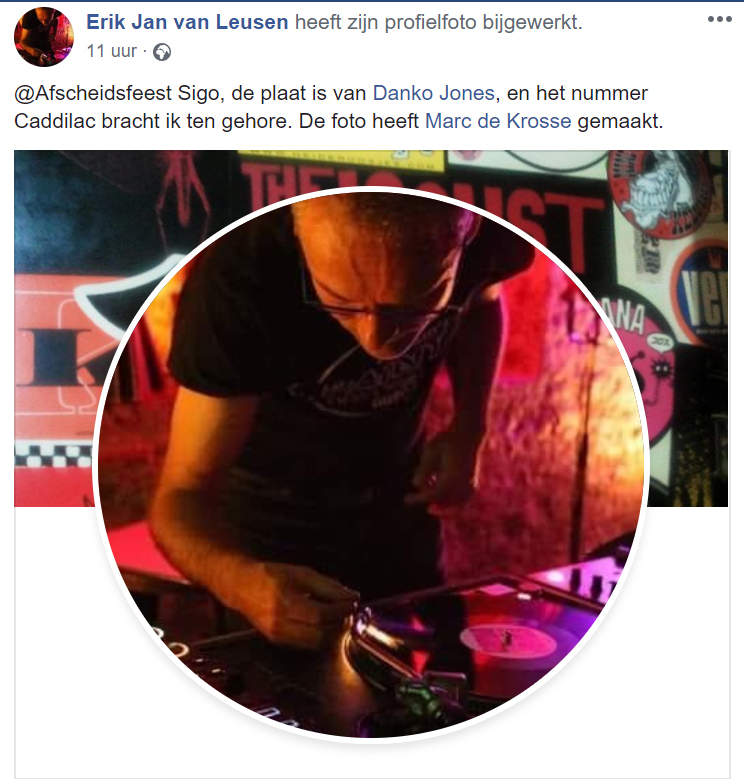 Erik Jan van Leusen heeft zijn profielfoto bijgewerkt.
11 uur ·
@Afscheidsfeest Sigo, de plaat is van Danko Jones, en het nummer
Caddilac bracht ik ten gehore. De foto heeft Marc de Krosse gemaakt.